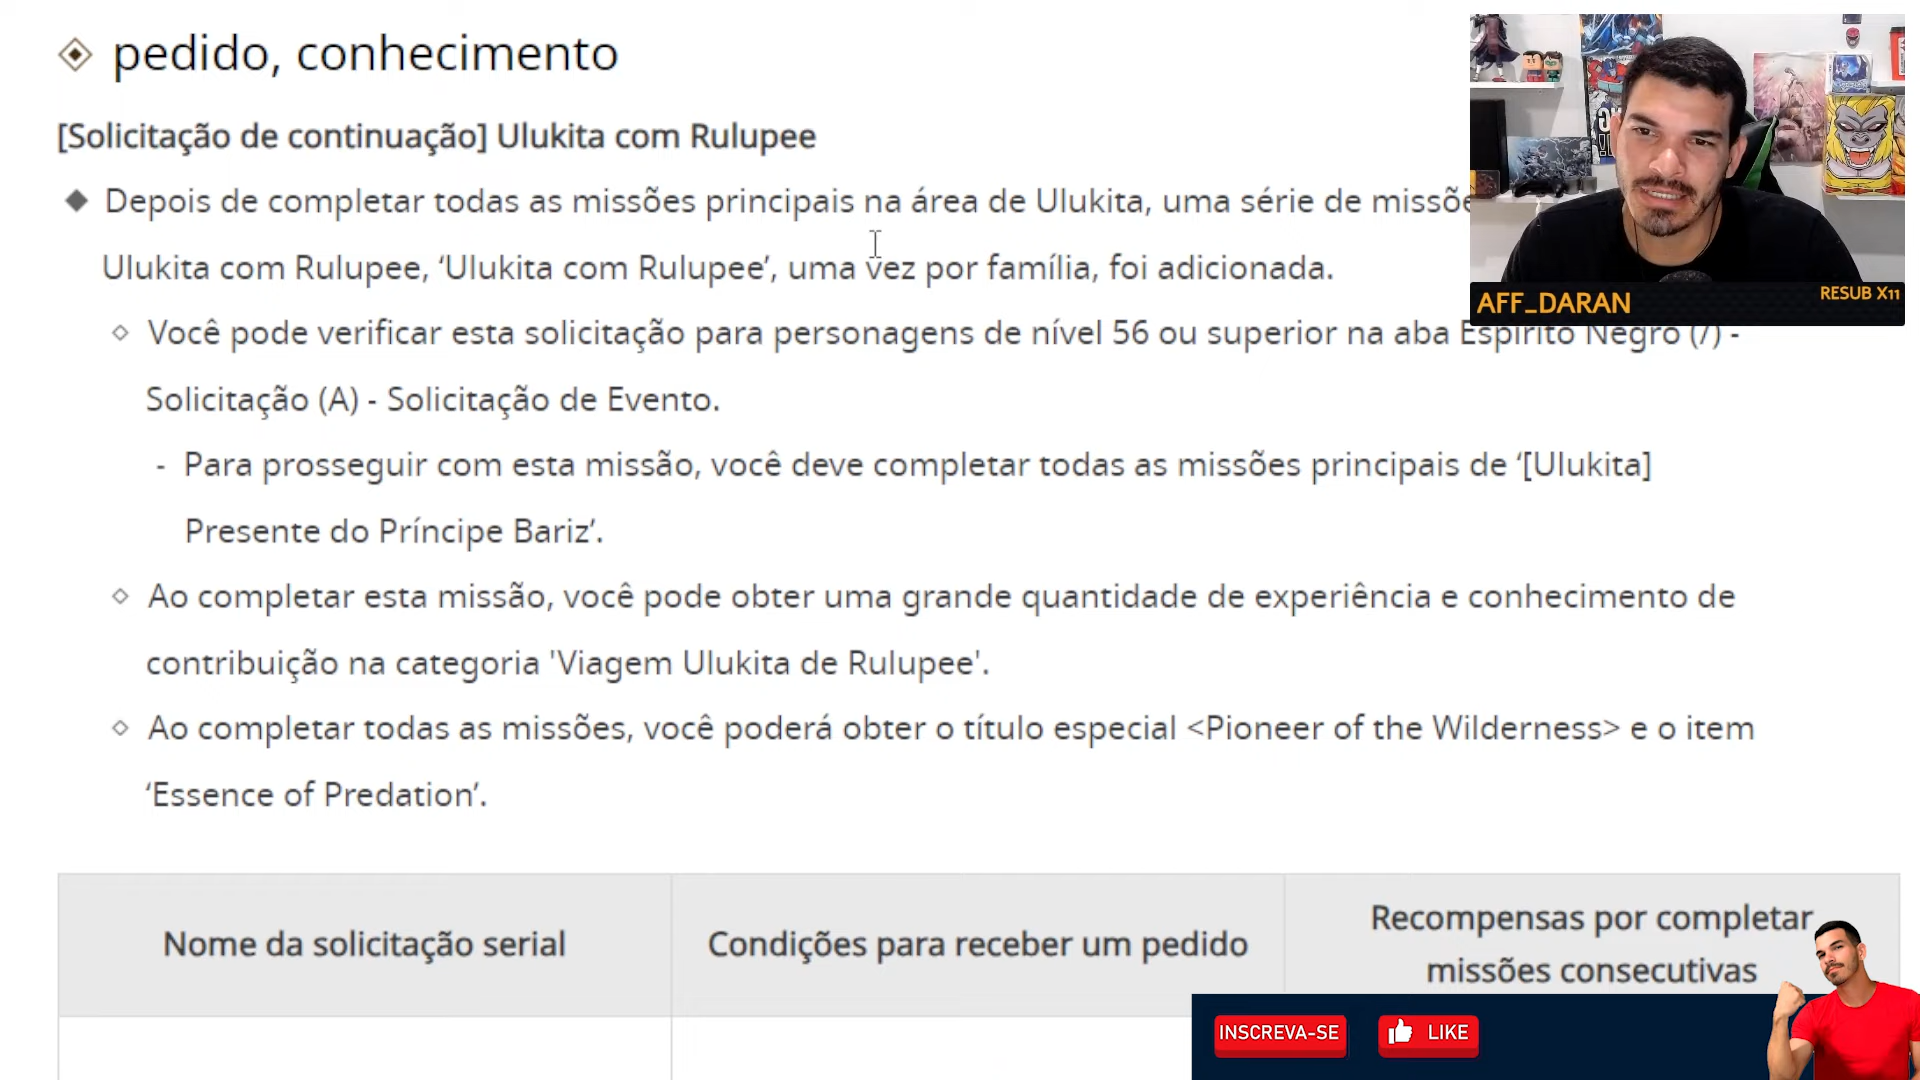 pedido, conhecimento
[Solicitação de continuação] Ulukita com Rulupee
Depois de completar todas as missões principais na área de Ulukita, uma série de
Ulukita com Rulupee, ‘Ulukita com Rulupee’, uma vez por família, foi adicionada.
Você pode verificar esta solicitação para personagens de nível 56 ou superior na aba Espírito Negro (/) -
Solicitação (A) - Solicitação de Evento.
- Para prosseguir com esta missão, você deve completar todas as missões principais de ‘[Ulukita]
Presente do Príncipe Bariz’.
Ao completar esta missão, você pode obter uma grande quantidade de experiência e conhecimento de
contribuição na categoria 'Viagem Ulukita de Rulupee'.
Ao completar todas as missões, você poderá obter o título especial <Pioneer of the Wilderness> e o item
‘Essence of Predation’.
Nome da solicitação serial
Condições para receber um pedido
Recompensas por completar
missões consecutivas
AFF_DARAN
RESUB X11
INSCREVA-SE
LIKE